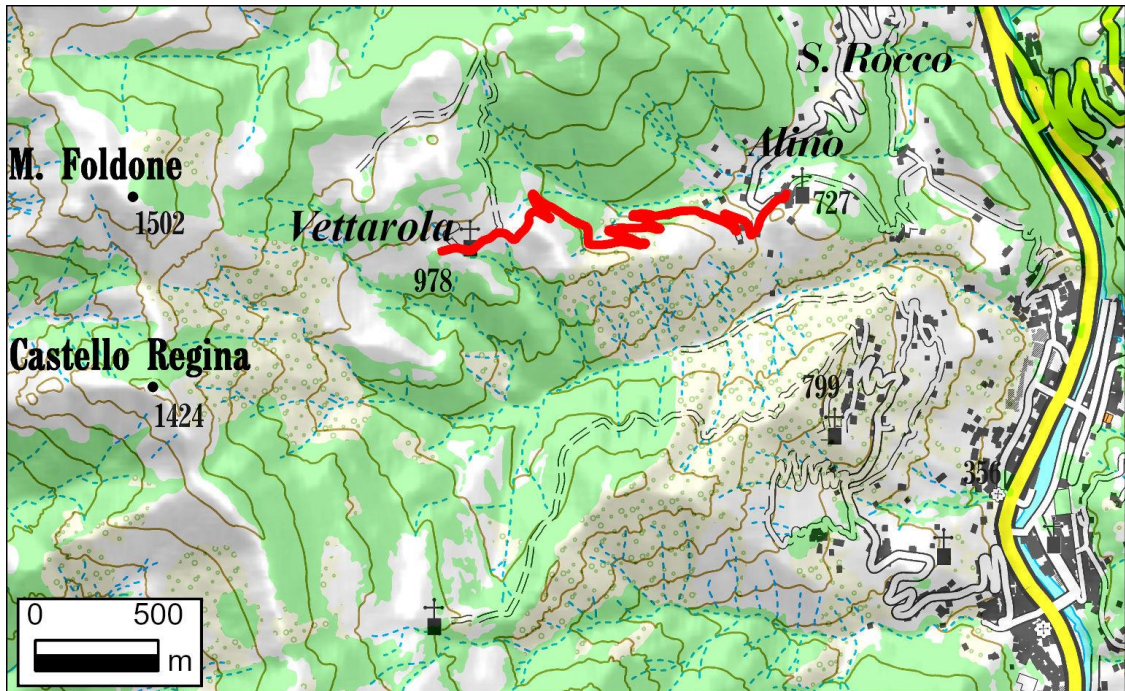 S. Rocco
Alino
M. Foldone
1502
727
Vettarola
978
Castello Regina
1424
799
356
0 500
m